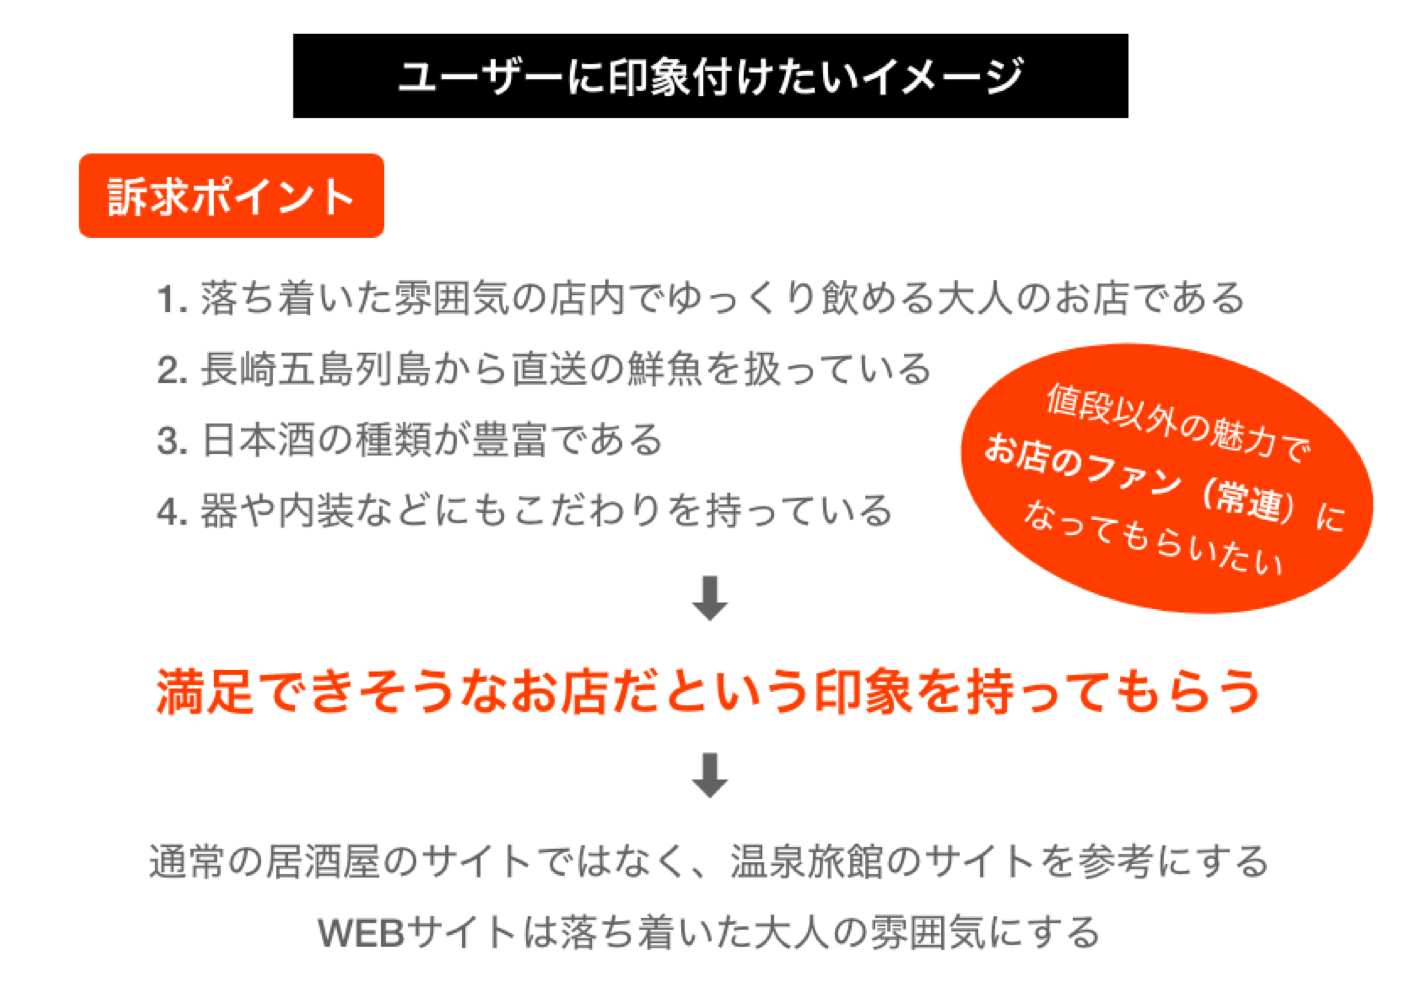 ユーザーに印象付けたいイメージ
訴求ポイント
1. 落ち着いた雰囲気の店内でゆっくり飲める大人のお店である
2. 長崎五島列島から直送の鮮魚を扱っている
3. 日本酒の種類が豊富である
4. 器や内装などにもこだわりを持っている
値段以外の魅力で
お店のファン（常連）に
なってもらいたい
満足できそうなお店だという印象を持ってもらう
通常の居酒屋のサイトではなく、温泉旅館のサイトを参考にする
WEBサイトは落ち着いた大人の雰囲気にする